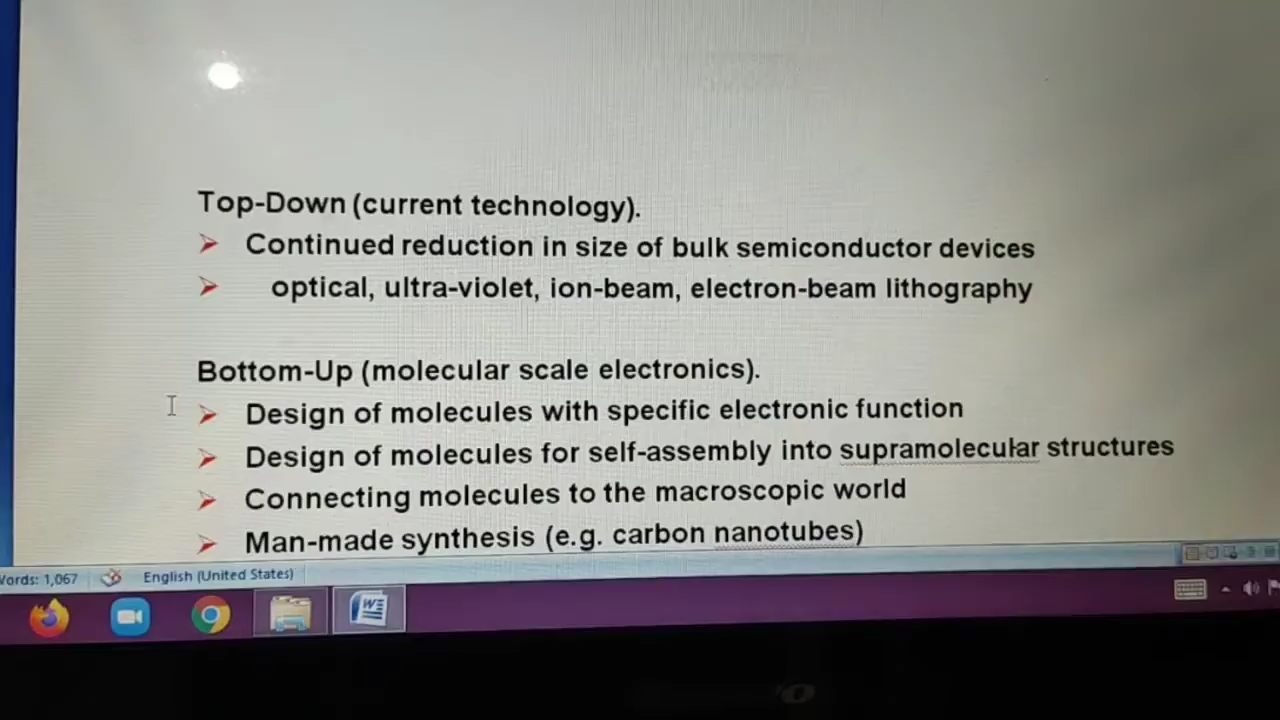 Top-Down (current technology).
➢ Continued reduction in size of bulk semiconductor devices
➢ optical, ultra-violet, ion-beam, electron-beam lithography
Bottom-Up (molecular scale electronics).
➢ Design of molecules with specific electronic function
➢ Design of molecules for self-assembly into supramolecular structures
➢ Connecting molecules to the macroscopic world
➢ Man-made synthesis (e.g. carbon nanotubes)
Words: 1,067 English (United States)